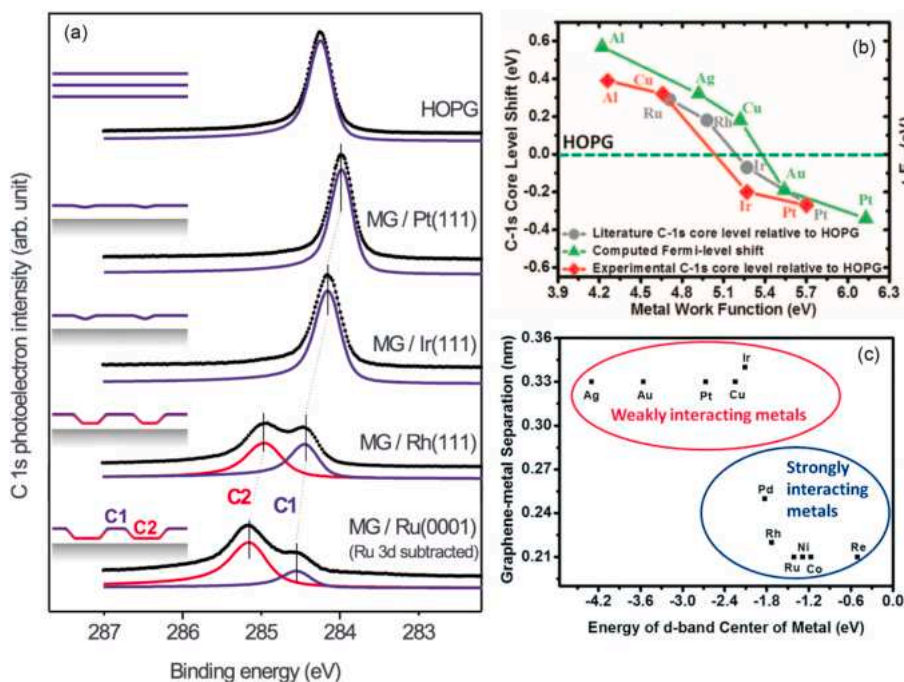 (a)
C 1s photoelectron intensity (arb. unit)
HOPG
MG / Pt(111)
MG / Ir(111)
MG / Rh(111)
C2
C1
MG / Ru(0001)
(Ru 3d subtracted)
C1
C2
287
286
285
284
283
Binding energy (eV)
(b)
C-1s Core Level Shift (eV)
0.6
0.4
0.2
0.0
-0.2
-0.4
-0.6
Al
Al
Cu
Ag
Ru
Rh
Cu
HOPG
Ir
Ir
Au
Pt
Pt
Pt
Literature C-1s core level relative to HOPG
Computed Fermi-level shift
Experimental C-1s core level relative to HOPG
3.9
4.2
4.5
4.8
5.1
5.4
5.7
6.0
6.3
Metal Work Function (eV)
(c)
Graphene-metal Separation (nm)
0.36
0.33
0.30
0.27
0.24
0.21
Ir
Ag
Au
Pt
Cu
Weakly interacting metals
Strongly
interacting
metals
Pd
Rh
Ni
Re
Ru
Co
-4.2
-3.6
-3.0
-2.4
-1.8
-1.2
-0.6
0.0
Energy of d-band Center of Metal (eV)